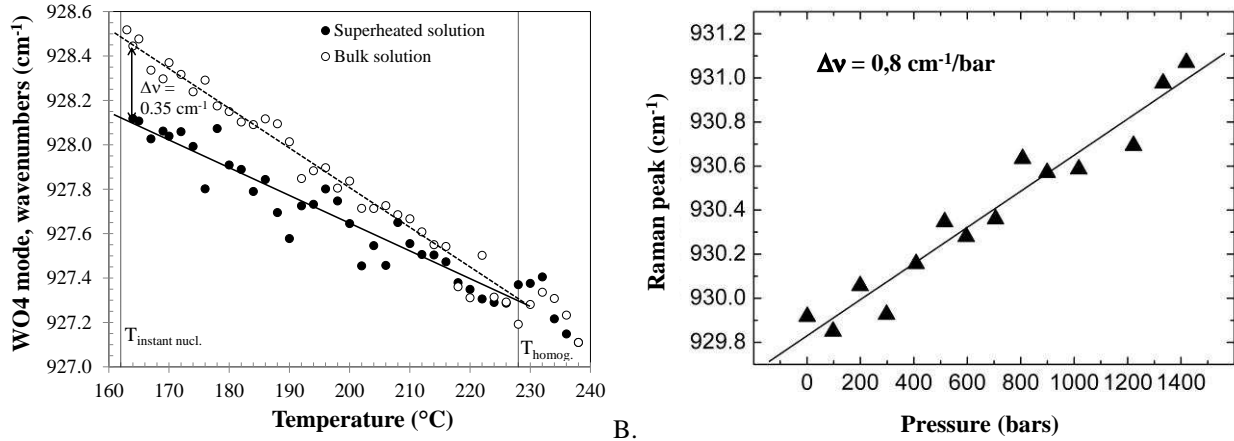 WO4 mode, wavenumbers (cm-1)
928.6
928.4
928.2
928.0
927.8
927.6
927.4
927.2
927.0
● Superheated solution
○ Bulk solution
Δν =
0.35 cm-1
Tinstant nucl.
Thomog.
160 170 180 190 200 210 220 230 240
Temperature (°C)
B.
Raman peak (cm-1)
931.2
931.0
930.8
930.6
930.4
930.2
930.0
929.8
Δν = 0,8 cm-1/bar
0 200 400 600 800 1000 1200 1400
Pressure (bars)